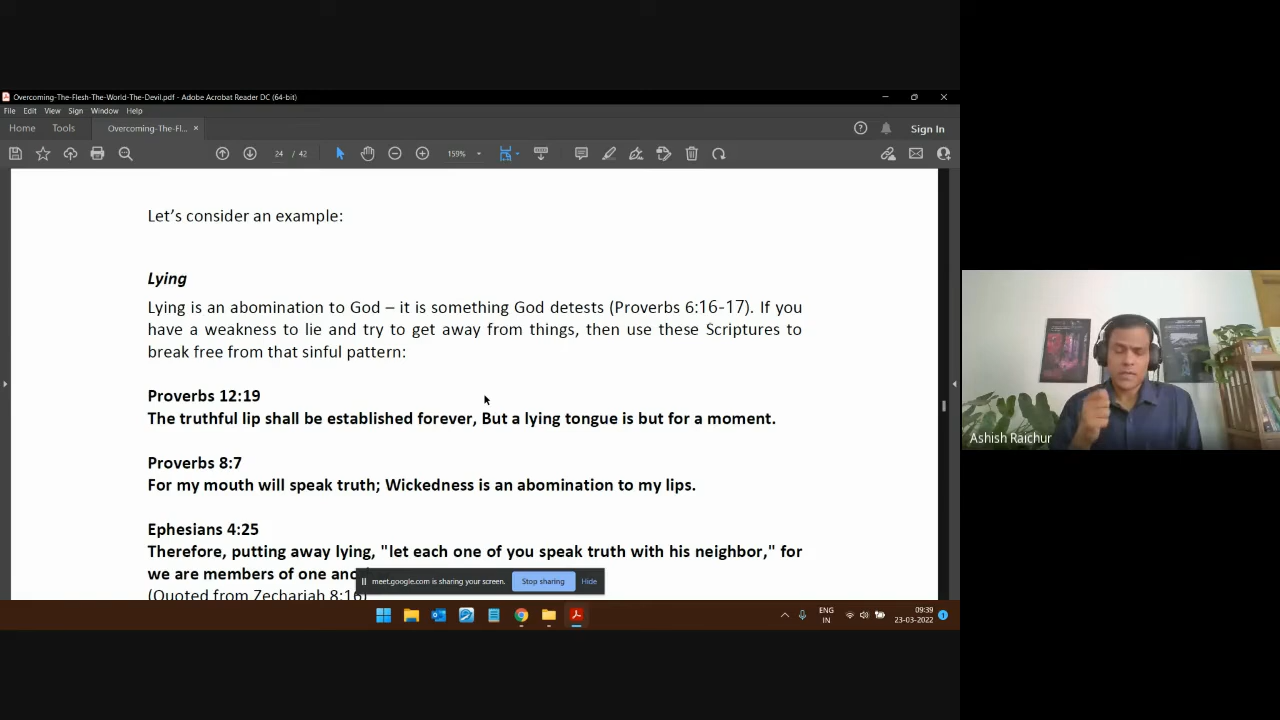 Overcoming-The-Flesh-The-World-The-Devil.pdf - Adobe Acrobat Reader DC (64-bit)
File Edit View Sign Window Help
Home Tools Overcoming-The-Fl... × Sign In
24 / 42 159%
Let's consider an example:
Lying
Lying is an abomination to God – it is something God detests (Proverbs 6:16-17). If you
have a weakness to lie and try to get away from things, then use these Scriptures to
break free from that sinful pattern:
Proverbs 12:19
The truthful lip shall be established forever, But a lying tongue is but for a moment.
Proverbs 8:7
For my mouth will speak truth; Wickedness is an abomination to my lips.
Ephesians 4:25
Therefore, putting away lying, "let each one of you speak truth with his neighbor," for
we are members of one
(Quoted from Zechariah 8:16)
meet.google.com is sharing your screen. Stop sharing Hide
ENG
IN
09:39
23-03-2022
1
Ashish Raichur